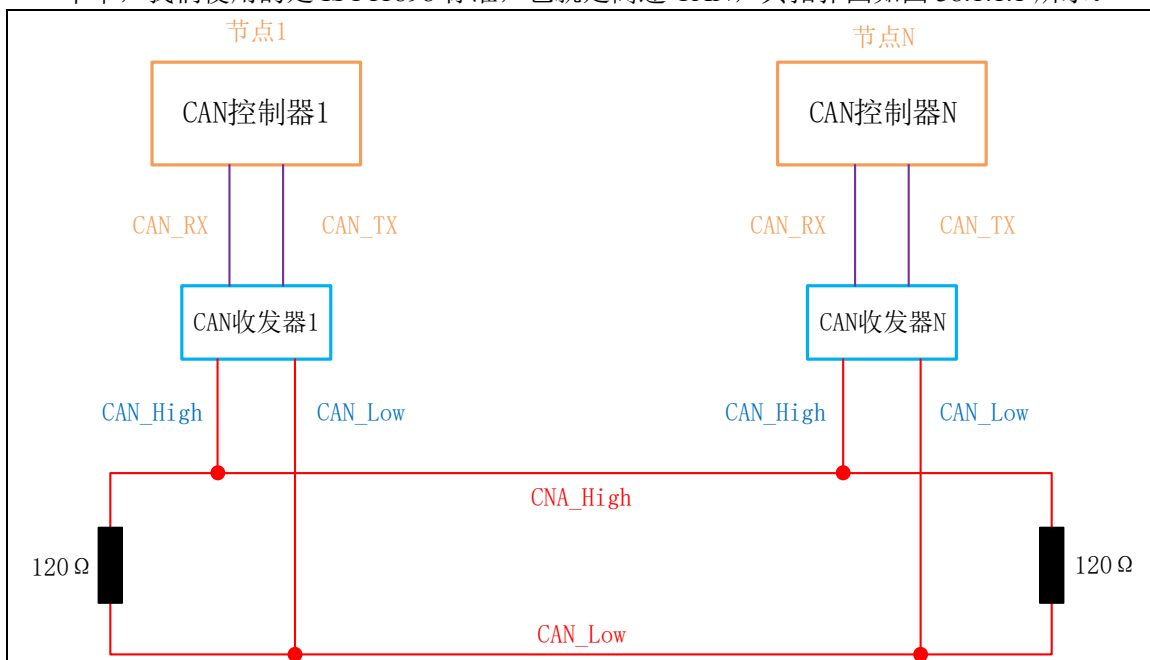 节点1
节点N
CAN控制器1
CAN控制器N
CAN_RX
CAN_TX
CAN_RX
CAN_TX
CAN收发器1
CAN收发器N
CAN_High
CAN_Low
CAN_High
CAN_Low
CNA_High
120Ω
120Ω
CAN_Low